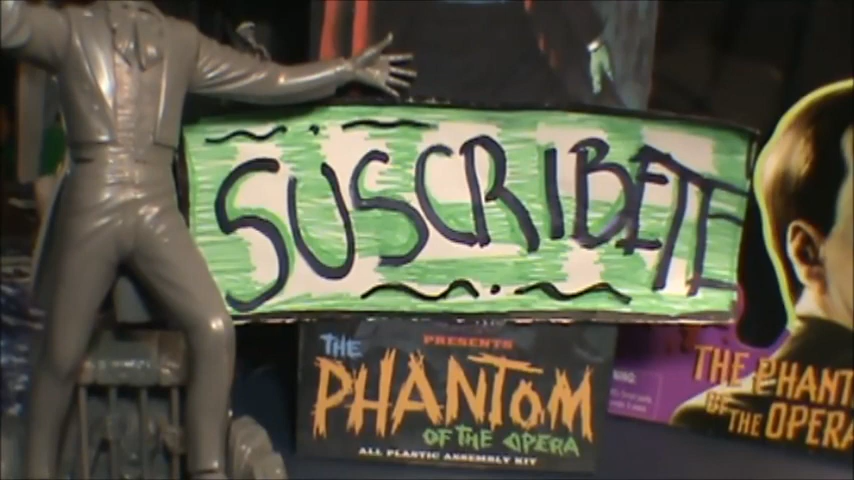 SUSCRIBETE
THE
PRESENTS
PHANTOM
OF THE OPERA
ALL PLASTIC ASSEMBLY KIT
THE PHANT
OF THE OPERA